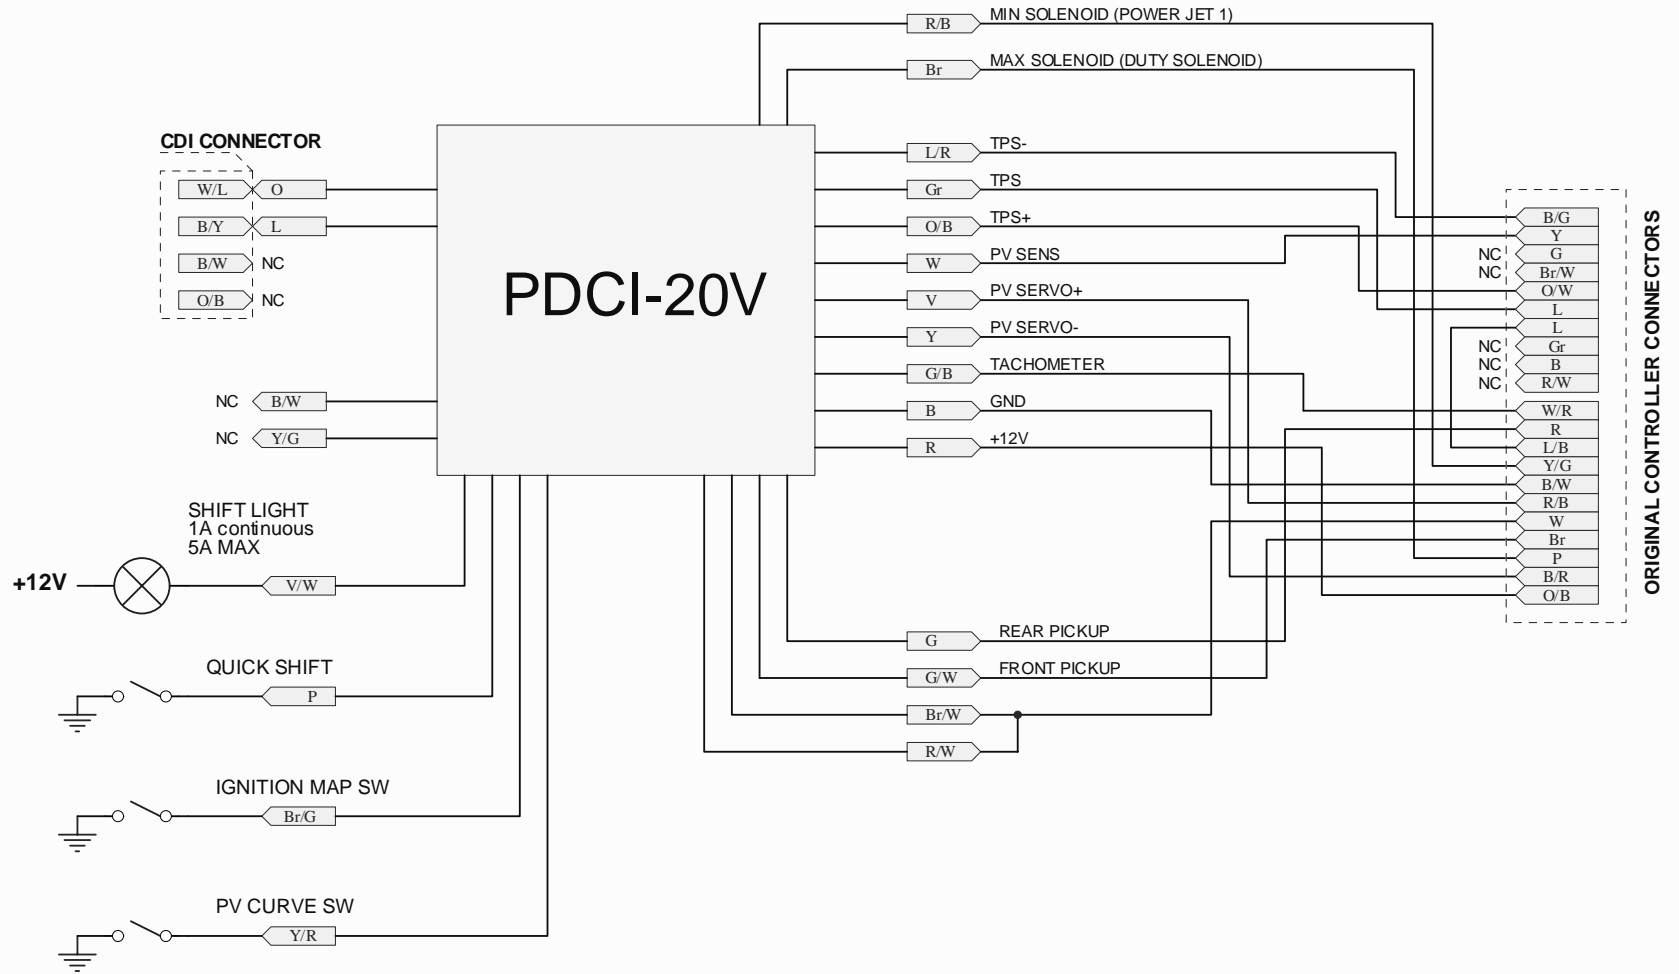 R/B MIN SOLENOID (POWER JET 1)
Br MAX SOLENOID (DUTY SOLENOID)
CDI CONNECTOR
W/L O
B/Y L
B/W NC
O/B NC
NC B/W
NC Y/G
PDCI-20V
L/R TPS-
Gr TPS
O/B TPS+
W PV SENS
V PV SERVO+
Y PV SERVO-
G/B TACHOMETER
B GND
R +12V
B/G
Y
NC G
NC Br/W
O/W
L
L
NC Gr
NC B
NC R/W
W/R
R
L/B
Y/G
B/W
R/B
W
Br
P
B/R
O/B
ORIGINAL CONTROLLER CONNECTORS
SHIFT LIGHT
1A continuous
5A MAX
+12V V/W
QUICK SHIFT
P
IGNITION MAP SW
Br/G
PV CURVE SW
Y/R
G REAR PICKUP
G/W FRONT PICKUP
Br/W
R/W